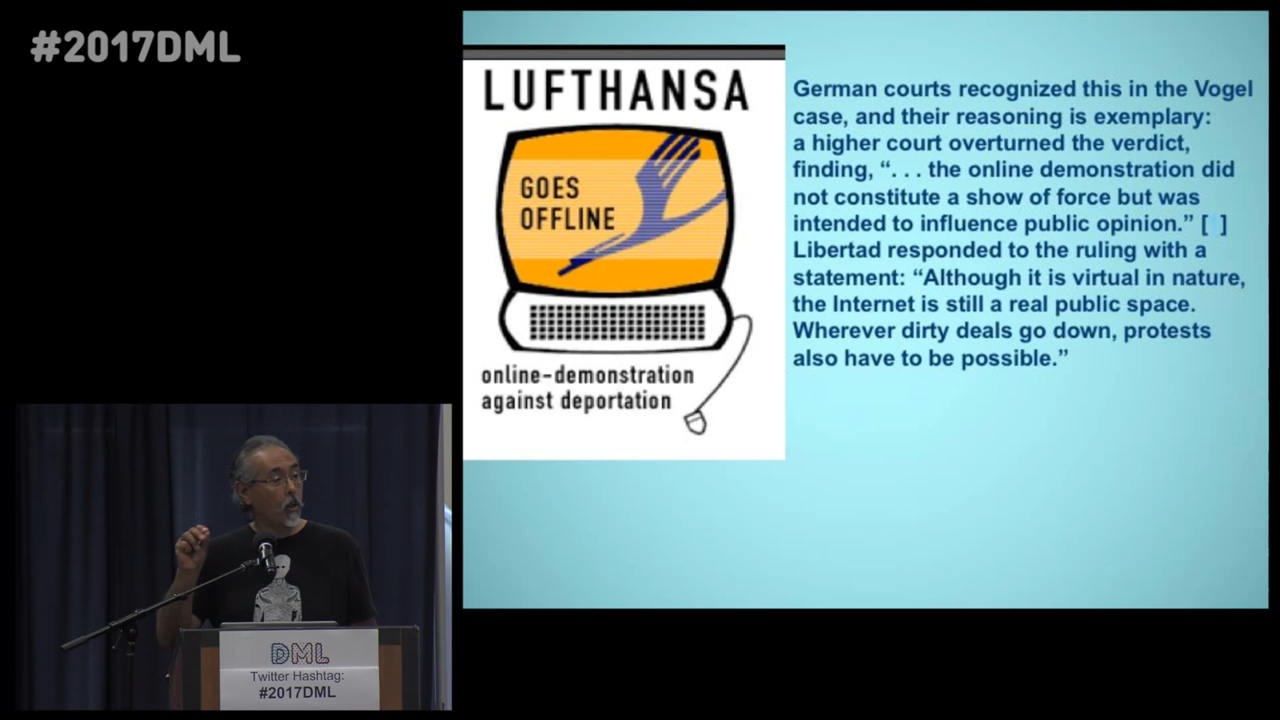 #2017DML
LUFTHANSA
GOES
OFFLINE
online-demonstration
against deportation
German courts recognized this in the Vogel
case, and their reasoning is exemplary:
a higher court overturned the verdict,
finding, “. . . the online demonstration did
not constitute a show of force but was
intended to influence public opinion.” [ ]
Libertad responded to the ruling with a
statement: “Although it is virtual in nature,
the Internet is still a real public space.
Wherever dirty deals go down, protests
also have to be possible.”
DML
Twitter Hashtag:
#2017DML